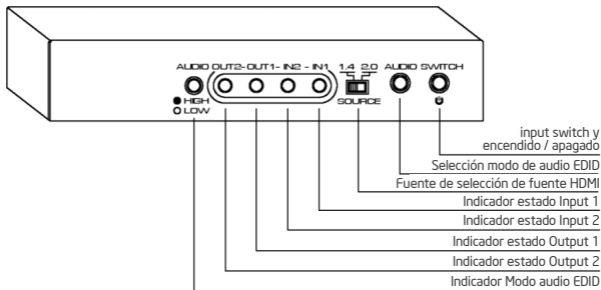 AUDIO OUT2- OUT1- IN2 - IN1 1.4 2.0 AUDIO SWITCH
HIGH
LOW
SOURCE
input switch y
encendido / apagado
Selección modo de audio EDID
Fuente de selección de fuente HDMI
Indicador estado Input 1
Indicador estado Input 2
Indicador estado Output 1
Indicador estado Output 2
Indicador Modo audio EDID